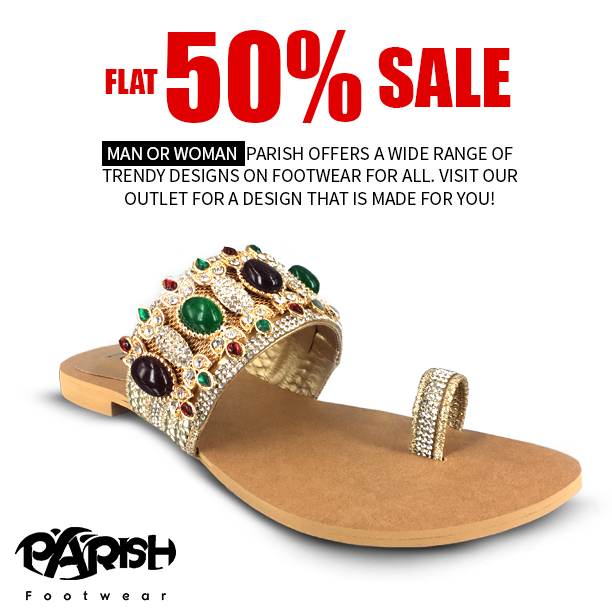 FLAT 50% SALE
MAN OR WOMAN PARISH OFFERS A WIDE RANGE OF
TRENDY DESIGNS ON FOOTWEAR FOR ALL. VISIT OUR
OUTLET FOR A DESIGN THAT IS MADE FOR YOU!
PARISH
Footwear